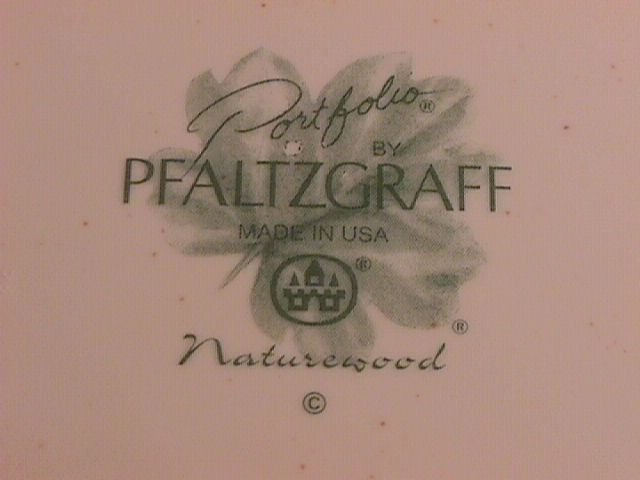 Portfolio®
BY
PFALTZGRAFF
MADE IN USA
®
®
Naturewood
©